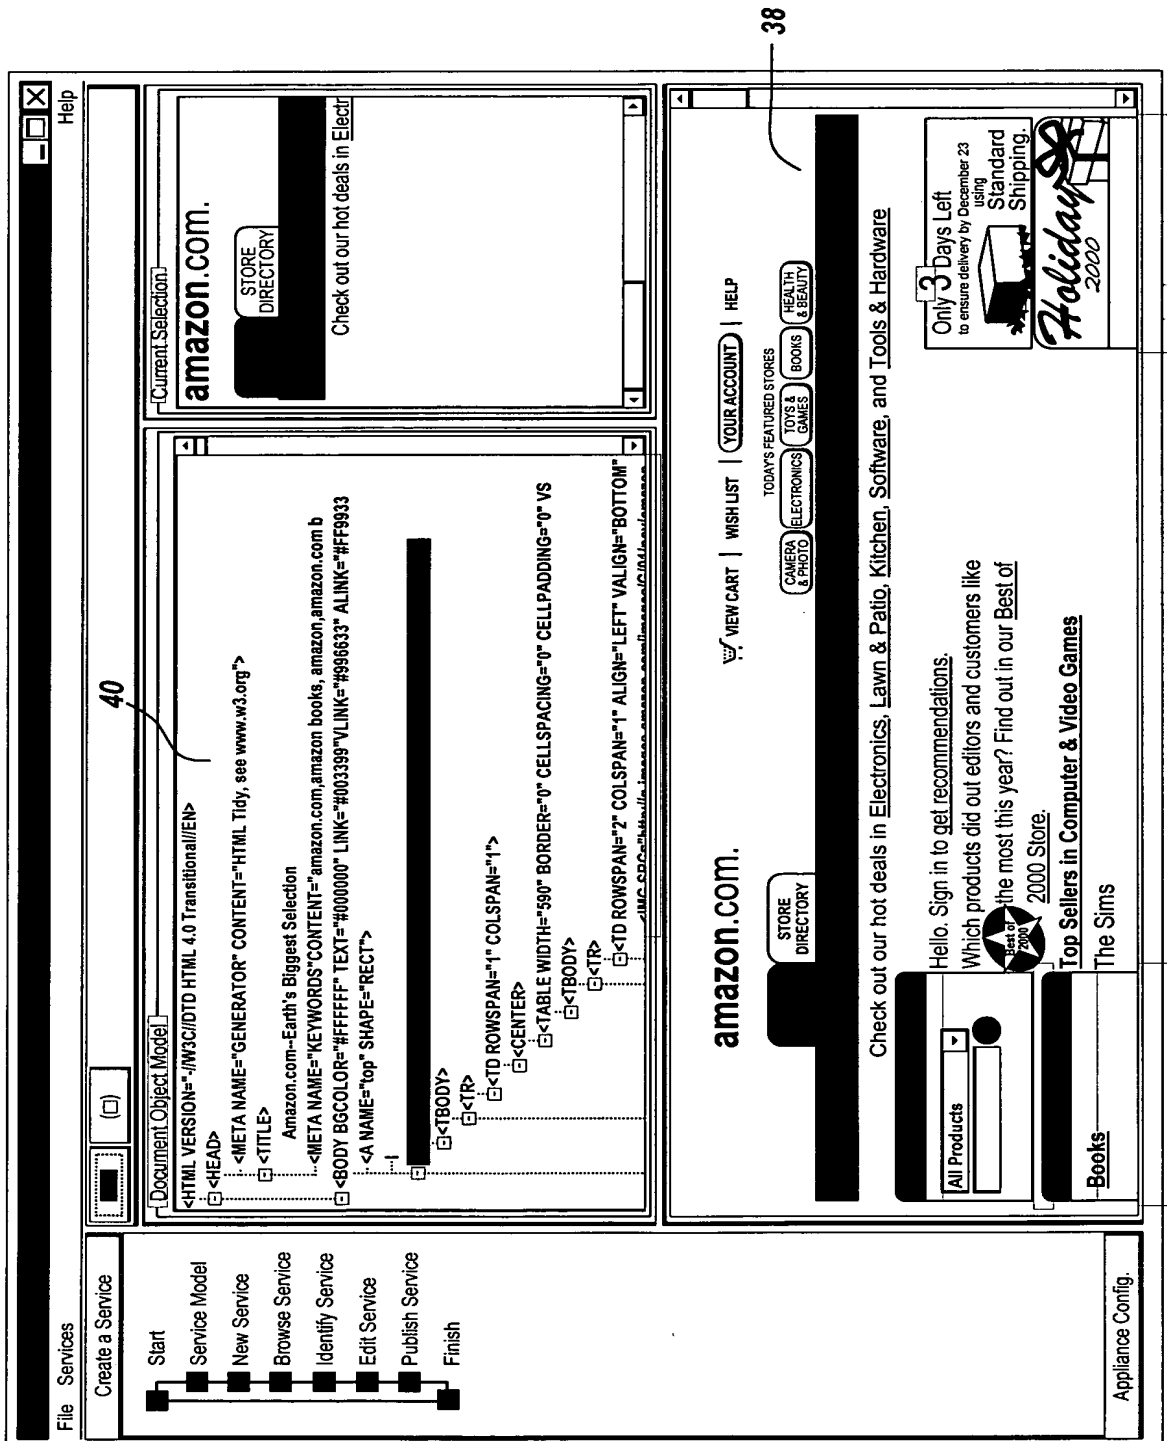 File Services
Help
Create a Service
Start
Service Model
New Service
Browse Service
Identify Service
Edit Service
Publish Service
Finish
Appliance Config.
Document Object Model
<HTML VERSION="-//W3C//DTD HTML 4.0 Transitional//EN>
<HEAD>
<META NAME="GENERATOR" CONTENT="HTML Tidy, see www.w3.org">
<TITLE>
Amazon.com--Earth's Biggest Selection
<META NAME="KEYWORDS"CONTENT="amazon.com,amazon books, amazon,amazon.com b
<BODY BGCOLOR="#FFFFFF" TEXT="#000000" LINK="#003399"VLINK="#996633" ALINK="#FF9933
<A NAME="top" SHAPE="RECT">
<TBODY>
<TR>
<TD ROWSPAN="1" COLSPAN="1">
<CENTER>
<TABLE WIDTH="590" BORDER="0" CELLSPACING="0" CELLPADDING="0" VS
<TBODY>
<TR>
<TD ROWSPAN="2" COLSPAN="1" ALIGN="LEFT" VALIGN="BOTTOM"
40
Current Selection
amazon.com.
STORE
DIRECTORY
Check out our hot deals in Electr
38
amazon.com.
VIEW CART | WISH LIST | YOUR ACCOUNT | HELP
STORE
DIRECTORY
TODAY'S FEATURED STORES
CAMERA
& PHOTO
ELECTRONICS
TOYS &
GAMES
BOOKS
HEALTH
& BEAUTY
Check out our hot deals in Electronics, Lawn & Patio, Kitchen, Software, and Tools & Hardware
All Products
Books
Hello. Sign in to get recommendations.
Which products did out editors and customers like
the most this year? Find out in our Best of
2000 Store.
Best of
2000
Top Sellers in Computer & Video Games
The Sims
Only 3 Days Left
to ensure delivery by December 23
using
Standard
Shipping.
Holiday
2000